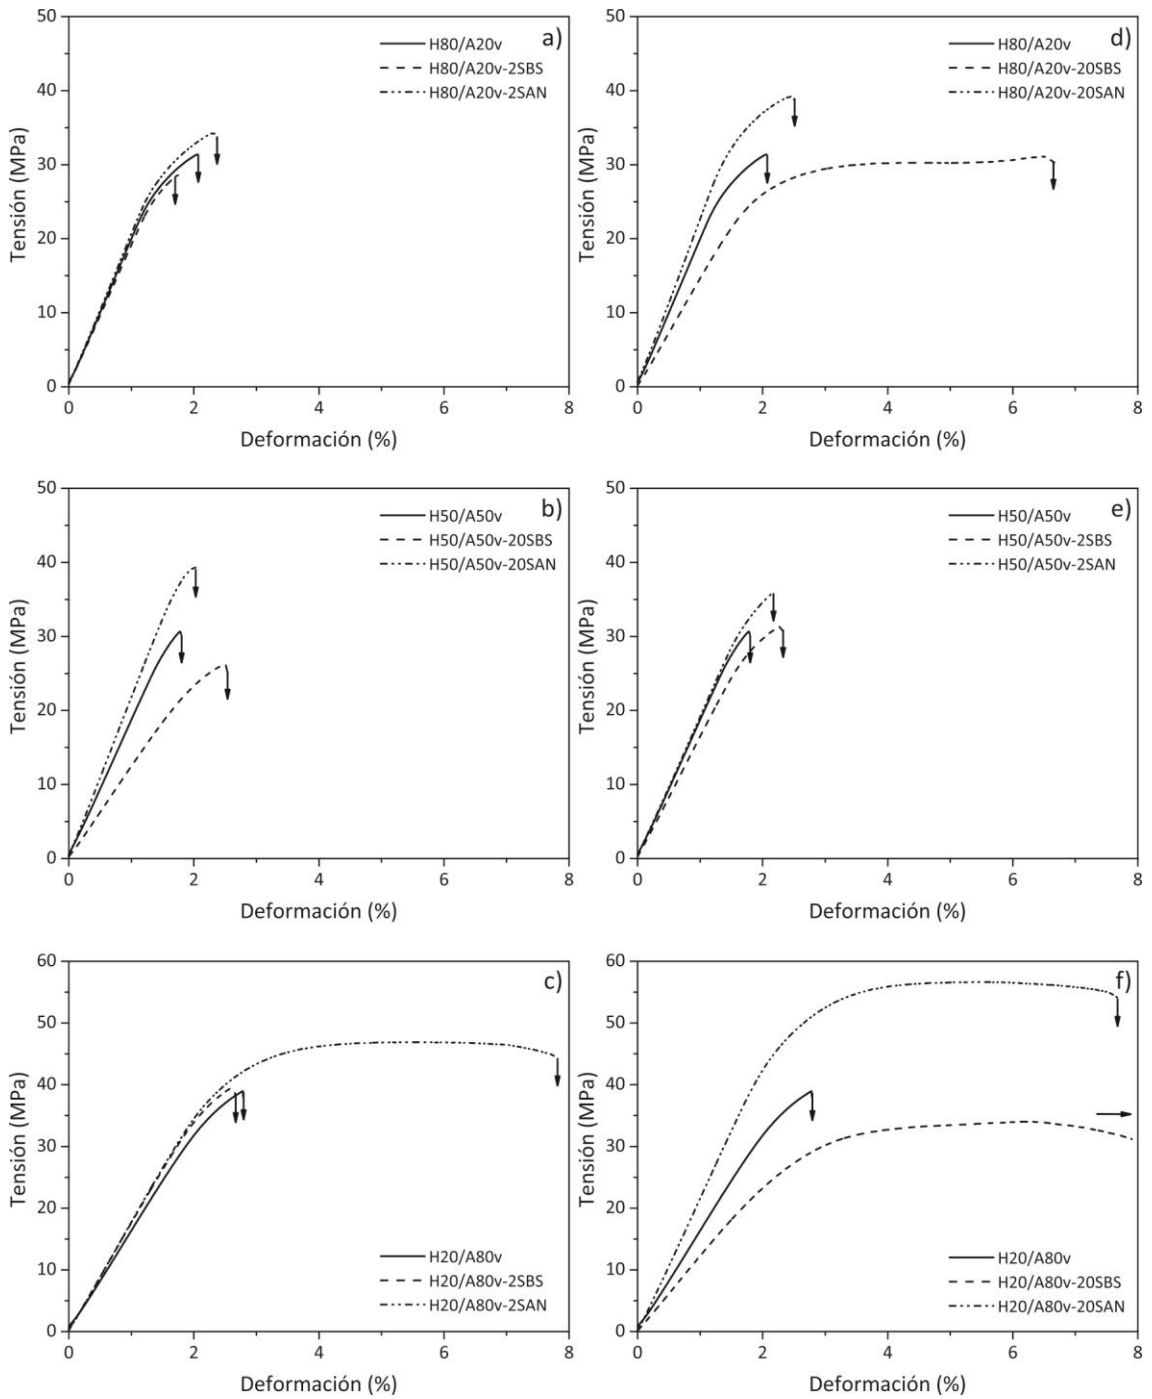 a)
50
40
30
20
10
0
Tensión (MPa)
H80/A20v
H80/A20v-2SBS
H80/A20v-2SAN
0 2 4 6 8
Deformación (%)
d)
50
40
30
20
10
0
Tensión (MPa)
H80/A20v
H80/A20v-20SBS
H80/A20v-20SAN
0 2 4 6 8
Deformación (%)
b)
50
40
30
20
10
0
Tensión (MPa)
H50/A50v
H50/A50v-20SBS
H50/A50v-20SAN
0 2 4 6 8
Deformación (%)
e)
50
40
30
20
10
0
Tensión (MPa)
H50/A50v
H50/A50v-2SBS
H50/A50v-2SAN
0 2 4 6 8
Deformación (%)
c)
60
50
40
30
20
10
0
Tensión (MPa)
H20/A80v
H20/A80v-2SBS
H20/A80v-2SAN
0 2 4 6 8
Deformación (%)
f)
60
50
40
30
20
10
0
Tensión (MPa)
H20/A80v
H20/A80v-20SBS
H20/A80v-20SAN
0 2 4 6 8
Deformación (%)